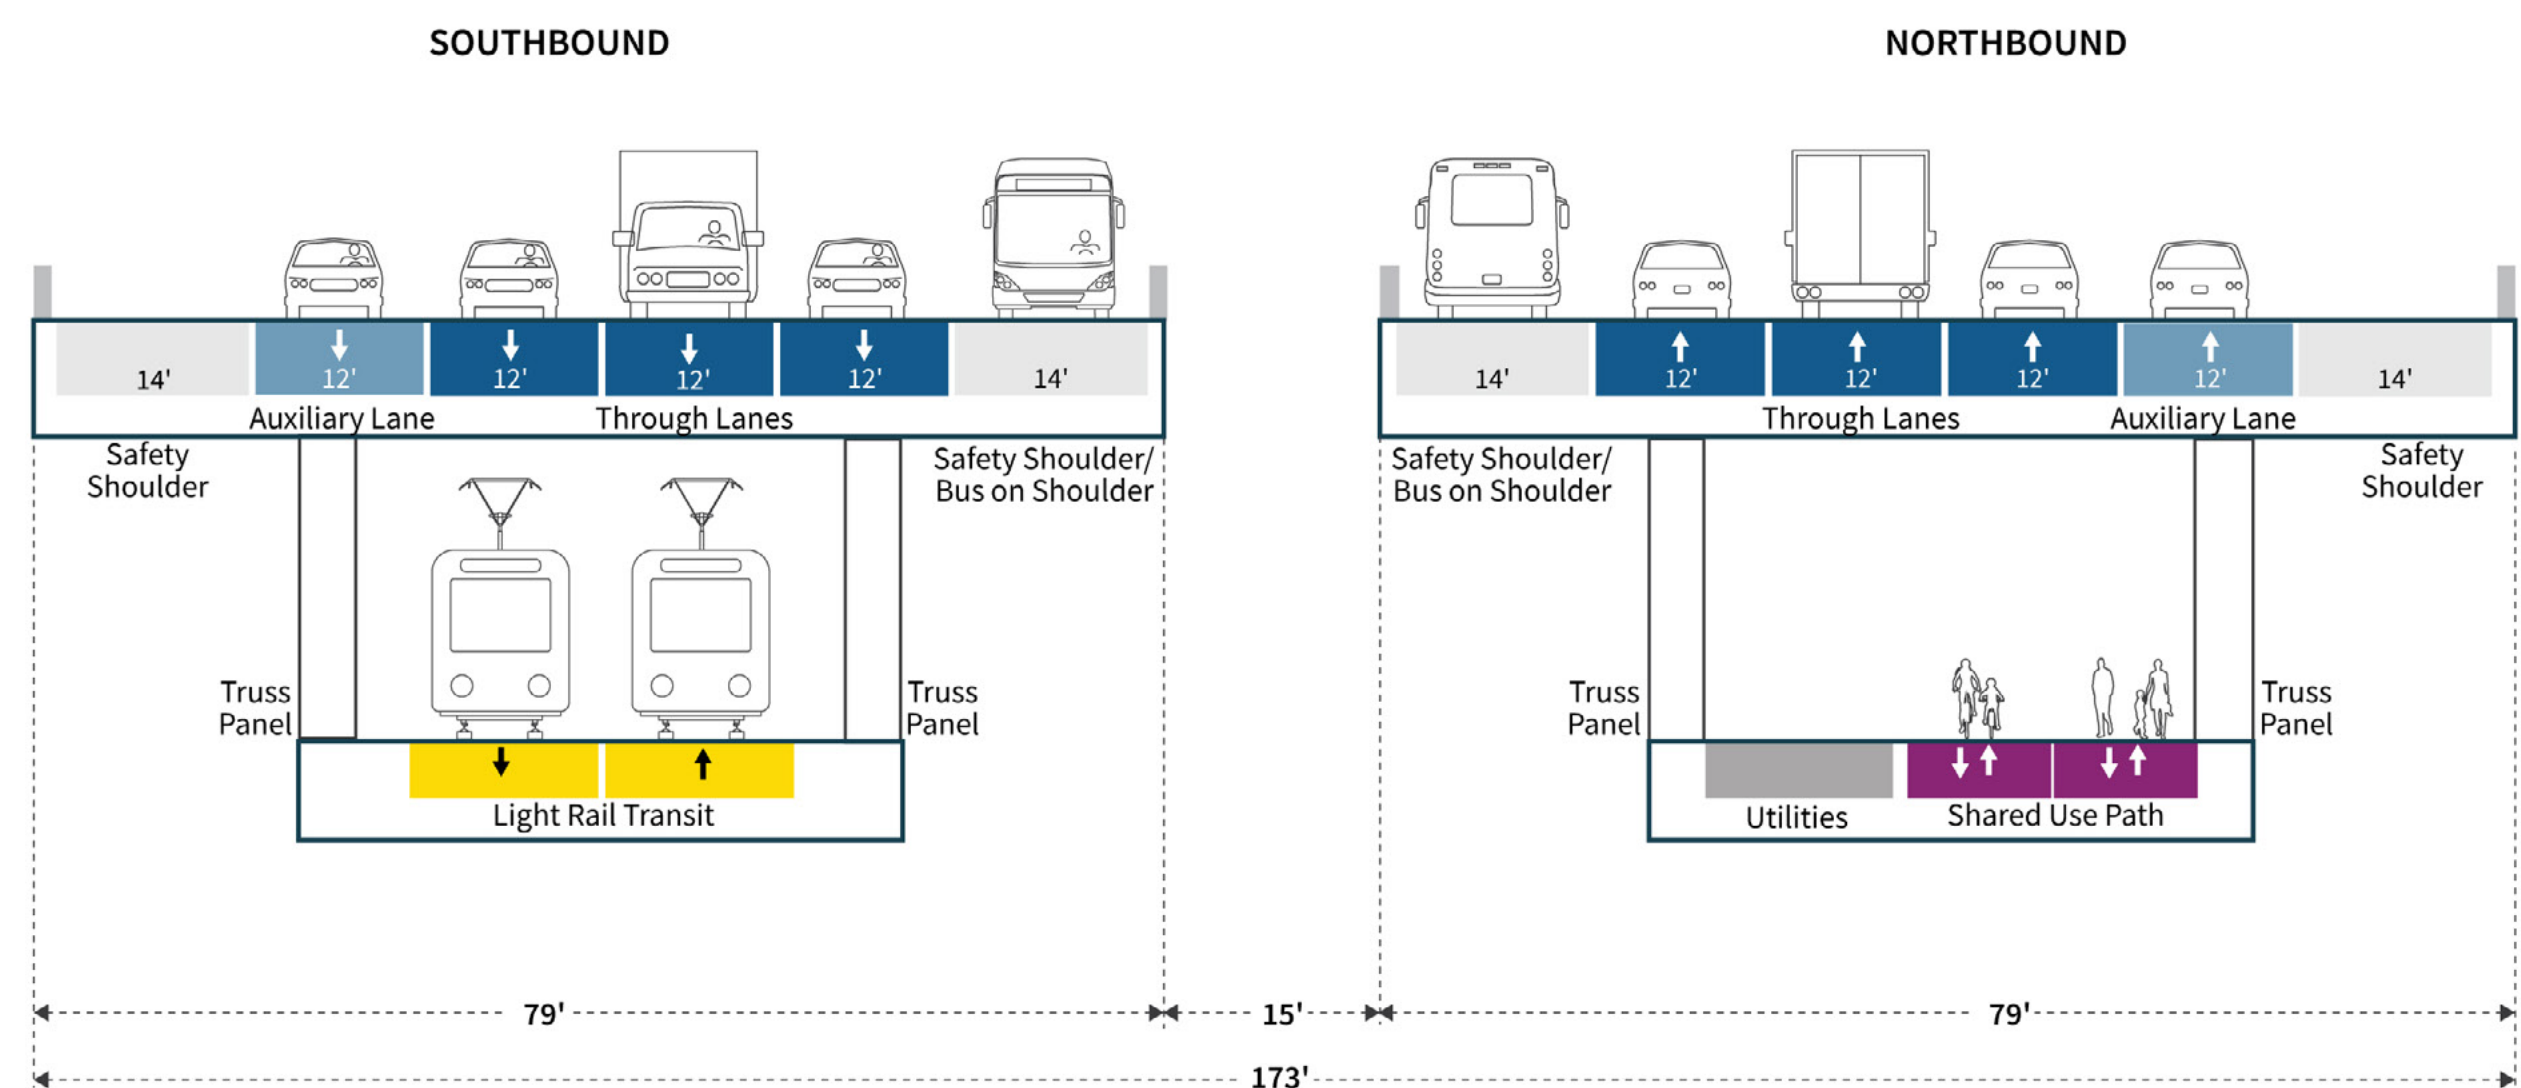 SOUTHBOUND
NORTHBOUND
14' 12' 12' 12' 12' 14'
Auxiliary Lane Through Lanes
14' 12' 12' 12' 12' 14'
Through Lanes Auxiliary Lane
Safety
Shoulder
Safety Shoulder/
Bus on Shoulder
Safety Shoulder/
Bus on Shoulder
Safety
Shoulder
Truss
Panel
Truss
Panel
Truss
Panel
Truss
Panel
Light Rail Transit
Utilities
Shared Use Path
79'
15'
79'
173'